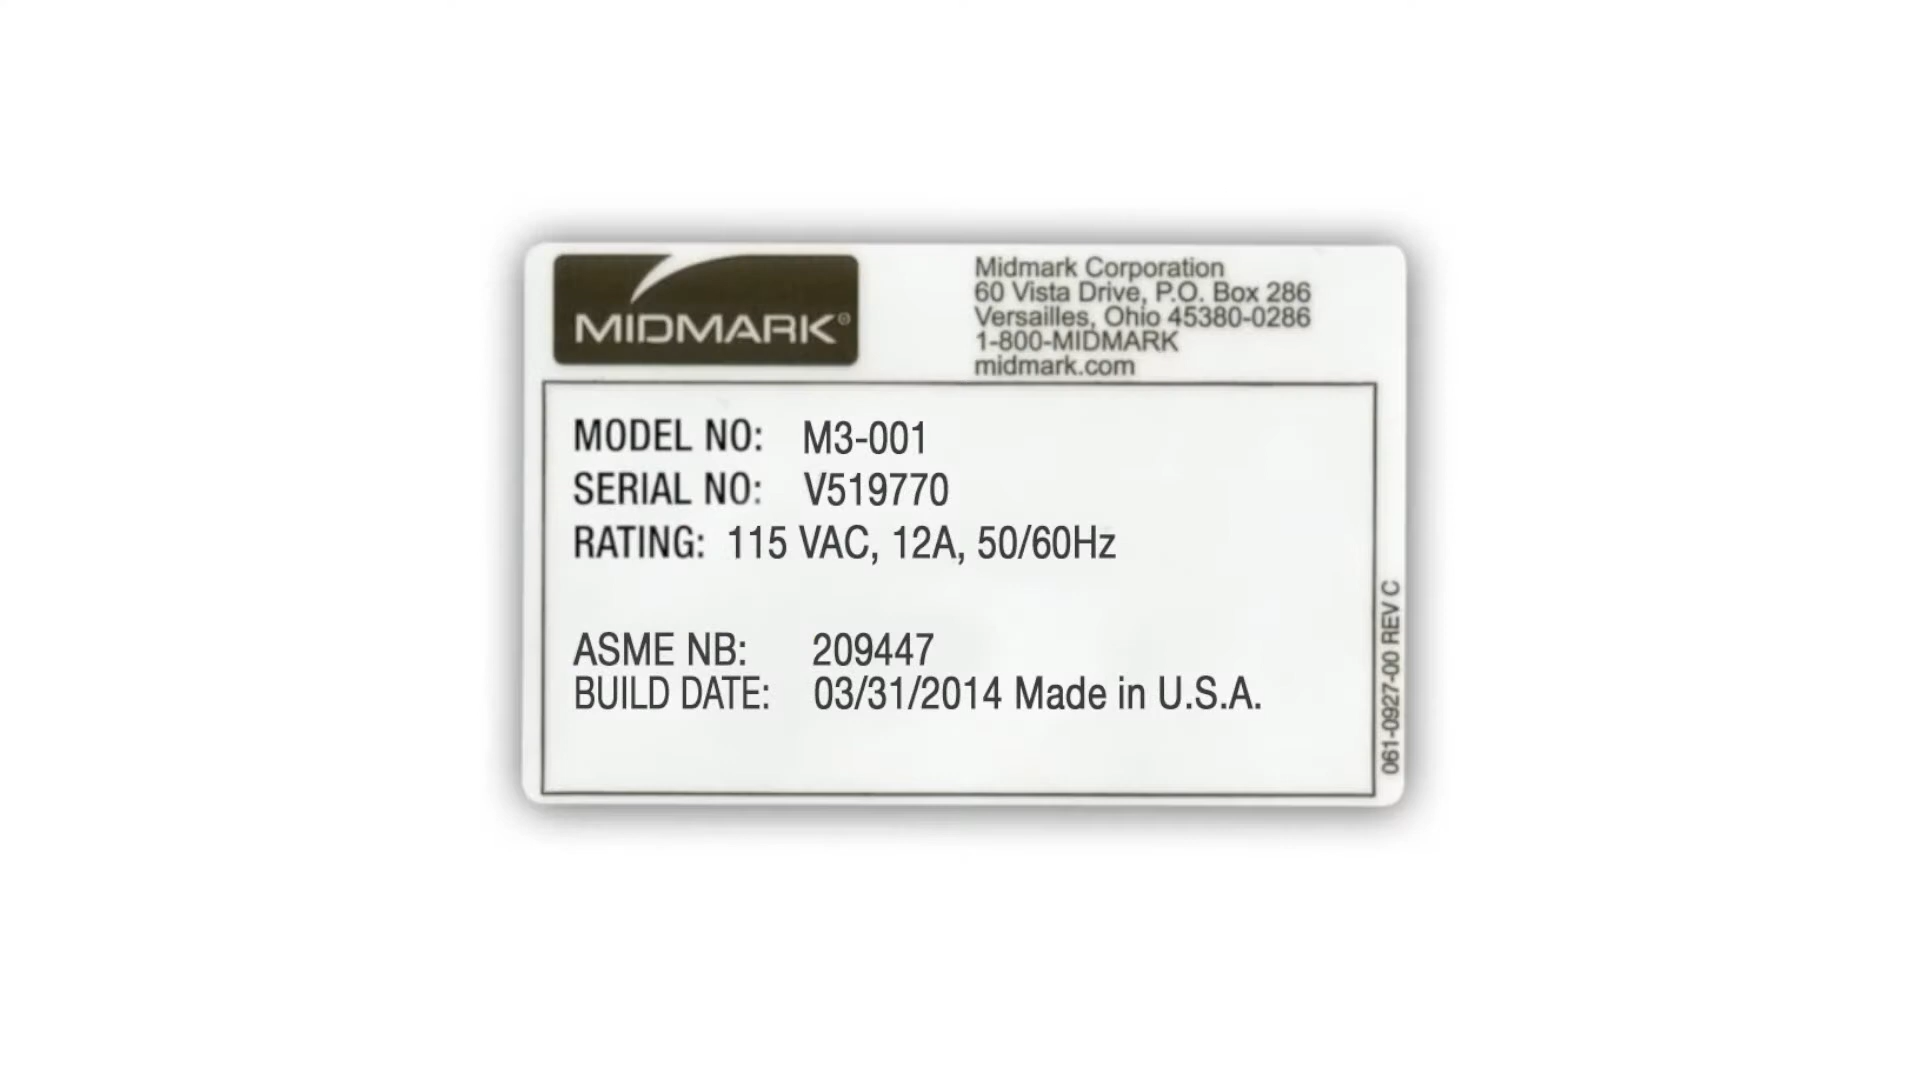 MIDMARK®
Midmark Corporation
60 Vista Drive, P.O. Box 286
Versailles, Ohio 45380-0286
1-800-MIDMARK
midmark.com
MODEL NO: M3-001
SERIAL NO: V519770
RATING: 115 VAC, 12A, 50/60Hz
ASME NB: 209447
BUILD DATE: 03/31/2014 Made in U.S.A.
061-0927-00 REV C